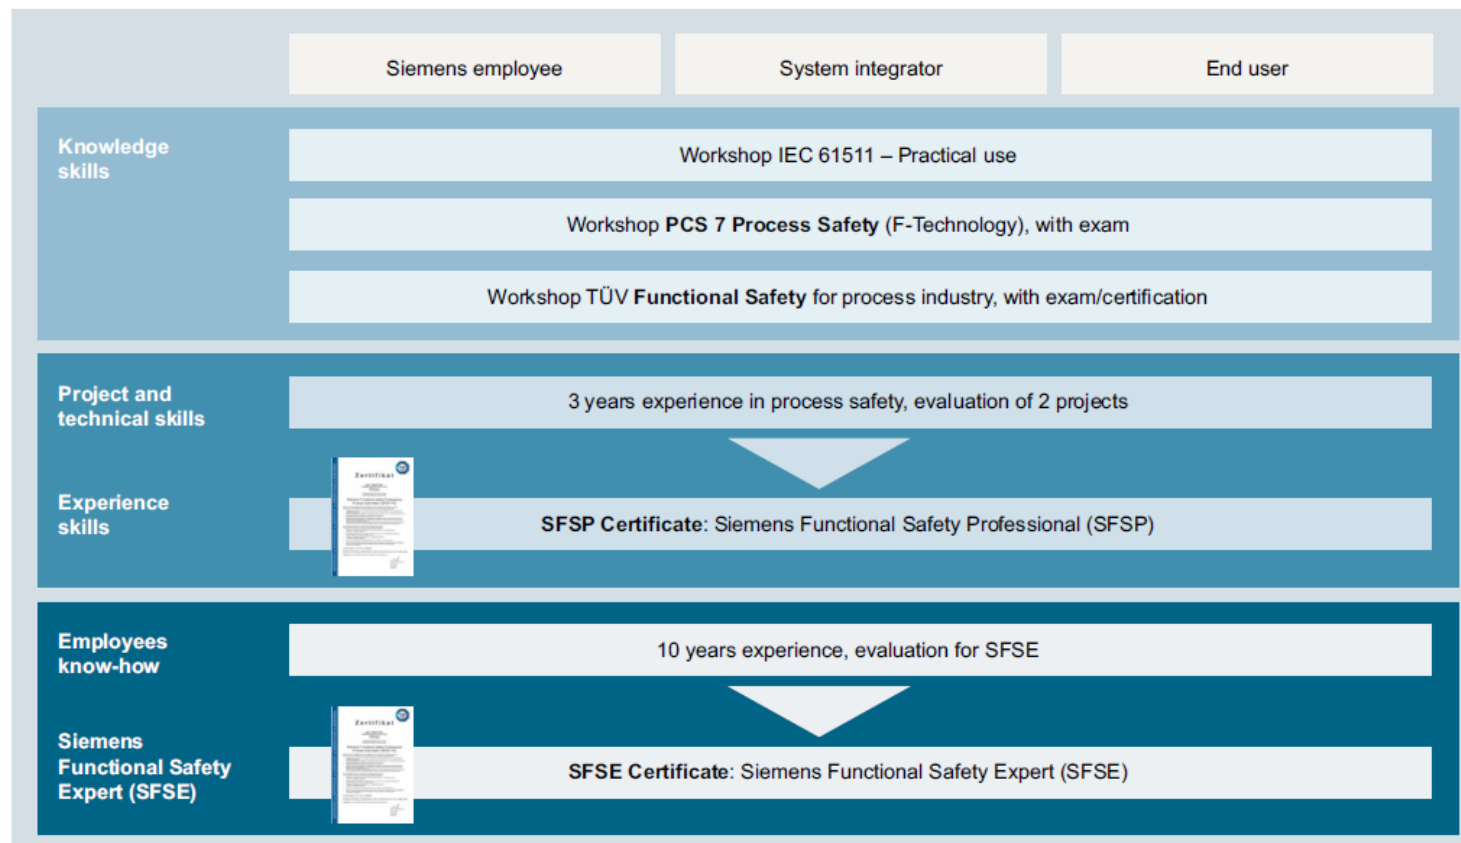 Siemens employee
System integrator
End user
Knowledge
skills
Workshop IEC 61511 – Practical use
Workshop PCS 7 Process Safety (F-Technology), with exam
Workshop TÜV Functional Safety for process industry, with exam/certification
Project and
technical skills
3 years experience in process safety, evaluation of 2 projects
Experience
skills
Zertifikat
SFSP Certificate: Siemens Functional Safety Professional (SFSP)
Employees
know-how
10 years experience, evaluation for SFSE
Siemens
Functional Safety
Expert (SFSE)
Zertifikat
SFSE Certificate: Siemens Functional Safety Expert (SFSE)